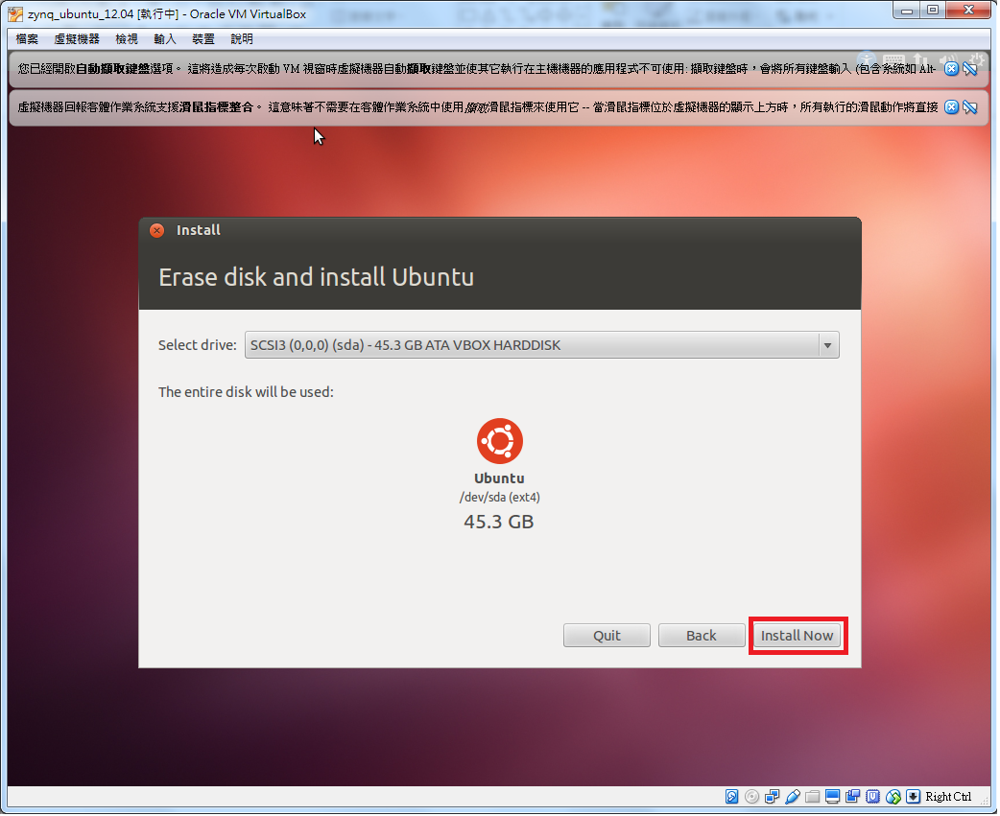 zynq_ubuntu_12.04 [執行中] - Oracle VM VirtualBox
檔案 虛擬機器 檢視 輸入 裝置 說明
您已經開啟自動擷取鍵盤選項。 這將造成每次啟動 VM 視窗時虛擬機器自動擷取鍵盤並使其它執行在主機機器的應用程式不可使用: 擷取鍵盤時，會將所有鍵盤輸入 (包含系統如 Alt-
虛擬機器回報客體作業系統支援滑鼠指標整合。 這意味著不需要在客體作業系統中使用滑鼠指標來使用它 -- 當滑鼠指標位於虛擬機器的顯示上方時，所有執行的滑鼠動作將直接
Install
Erase disk and install Ubuntu
Select drive: SCSI3 (0,0,0) (sda) - 45.3 GB ATA VBOX HARDDISK
The entire disk will be used:
Ubuntu
/dev/sda (ext4)
45.3 GB
Quit Back Install Now
Right Ctrl